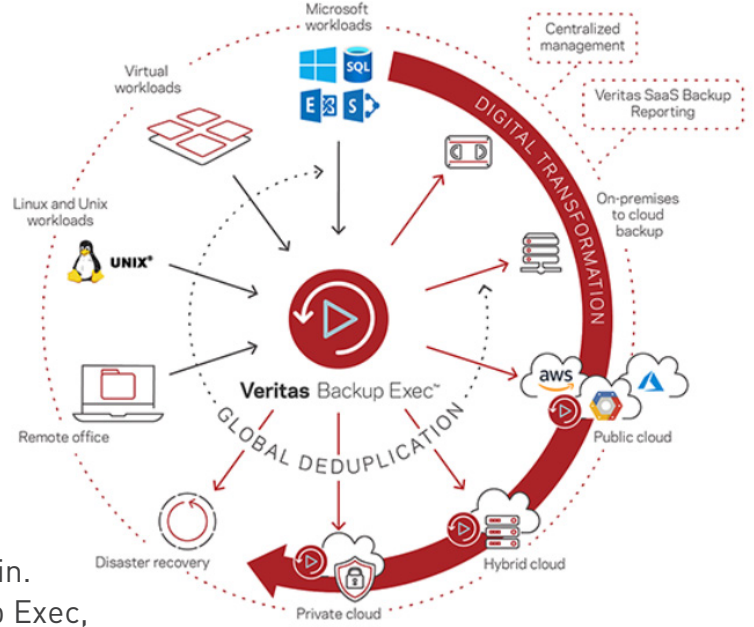 Microsoft
workloads
SQL
E
S
Centralized
management
Virtual
workloads
Veritas SaaS Backup
Reporting
DIGITAL TRANSFORMATION
Linux and Unix
workloads
UNIX®
On-premises
to cloud
backup
Veritas Backup Exec™
aws
GLOBAL DEDUPLICATION
Remote office
Public cloud
Disaster recovery
Hybrid cloud
Private cloud
in.
Exec,